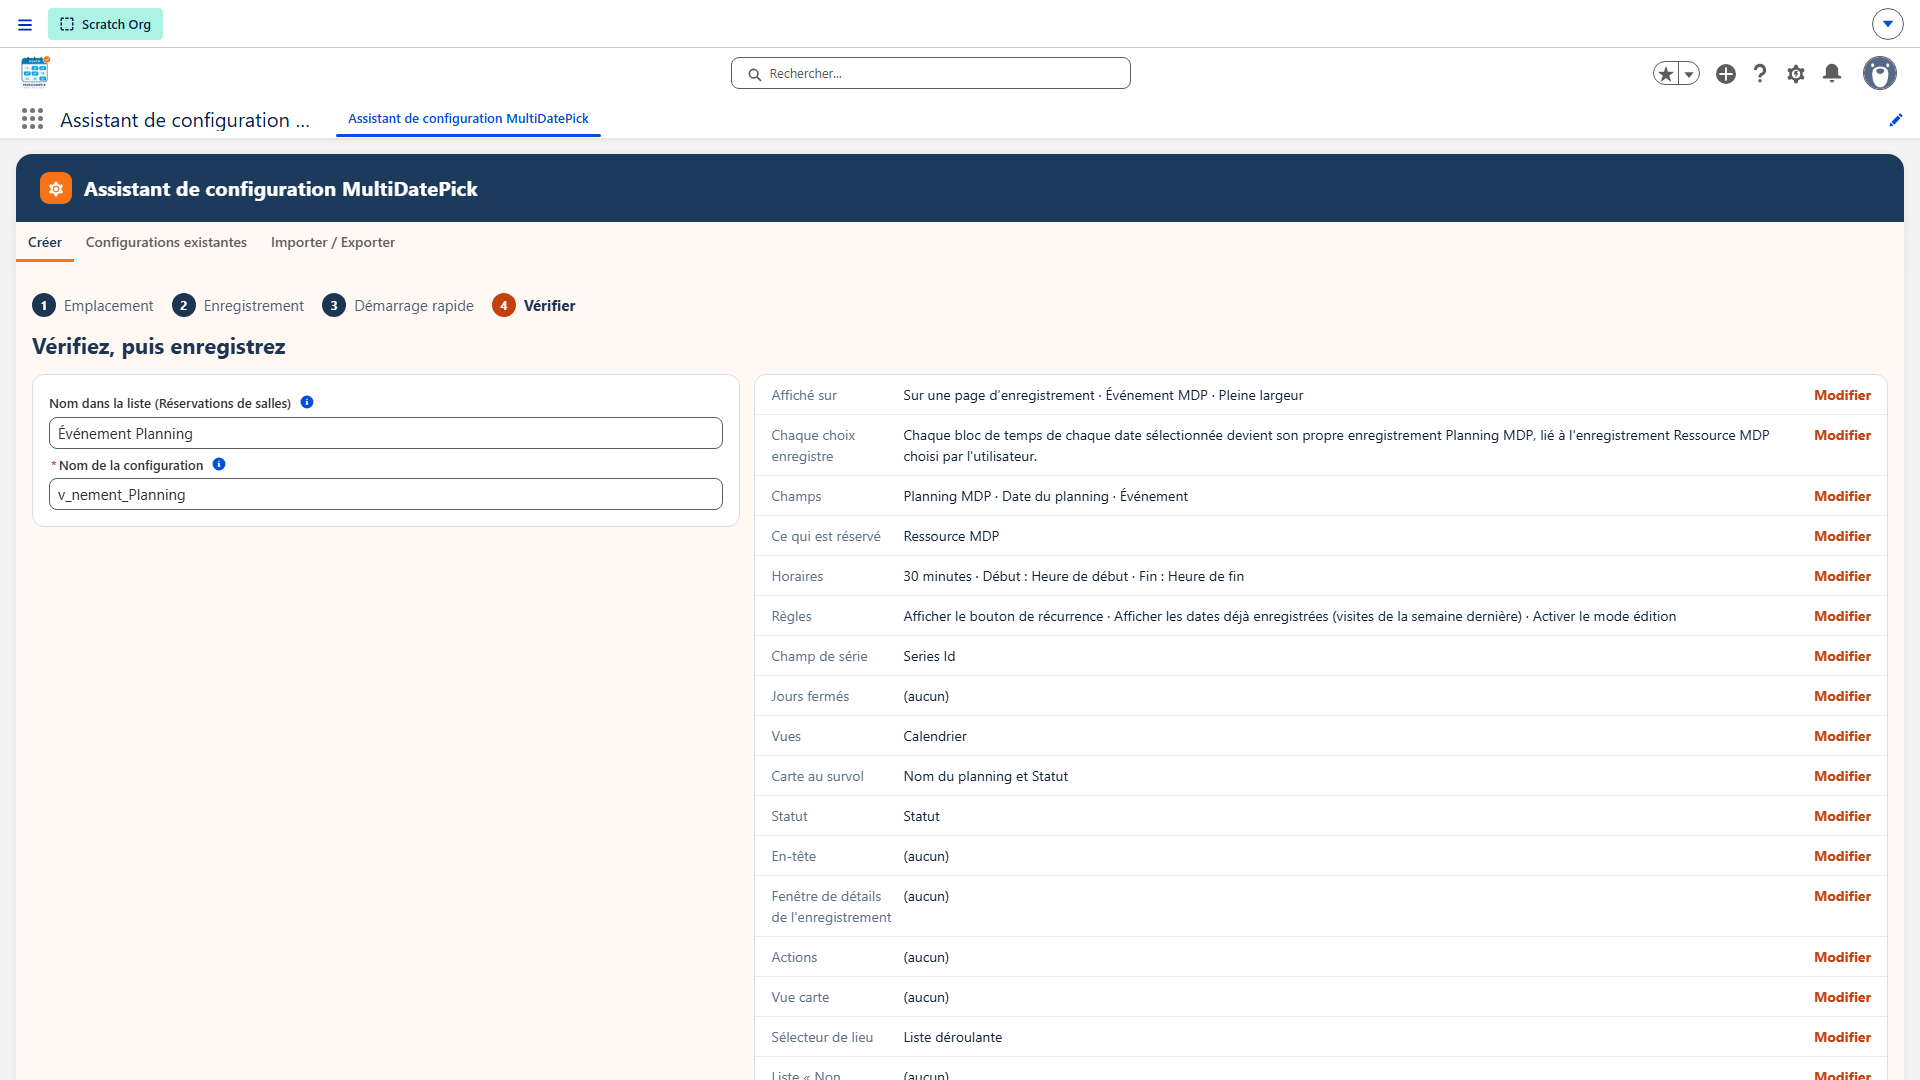 Scratch Org
Rechercher...
Assistant de configuration ...
Assistant de configuration MultiDatePick
Assistant de configuration MultiDatePick
Créer
Configurations existantes
Importer / Exporter
1 Emplacement
2 Enregistrement
3 Démarrage rapide
4 Vérifier
Vérifiez, puis enregistrez
Nom dans la liste (Réservations de salles)
Événement Planning
* Nom de la configuration
v_nement_Planning
Affiché sur
Sur une page d’enregistrement · Événement MDP · Pleine largeur
Modifier
Chaque choix
enregistre
Chaque bloc de temps de chaque date sélectionnée devient son propre enregistrement Planning MDP, lié à l'enregistrement Ressource MDP
choisi par l'utilisateur.
Modifier
Champs
Planning MDP · Date du planning · Événement
Modifier
Ce qui est réservé
Ressource MDP
Modifier
Horaires
30 minutes · Début : Heure de début · Fin : Heure de fin
Modifier
Règles
Afficher le bouton de récurrence · Afficher les dates déjà enregistrées (visites de la semaine dernière) · Activer le mode édition
Modifier
Champ de série
Series Id
Modifier
Jours fermés
(aucun)
Modifier
Vues
Calendrier
Modifier
Carte au survol
Nom du planning et Statut
Modifier
Statut
Statut
Modifier
En-tête
(aucun)
Modifier
Fenêtre de détails
de l'enregistrement
(aucun)
Modifier
Actions
(aucun)
Modifier
Vue carte
(aucun)
Modifier
Sélecteur de lieu
Liste déroulante
Modifier
Liste « Non
(aucun)
Modifier